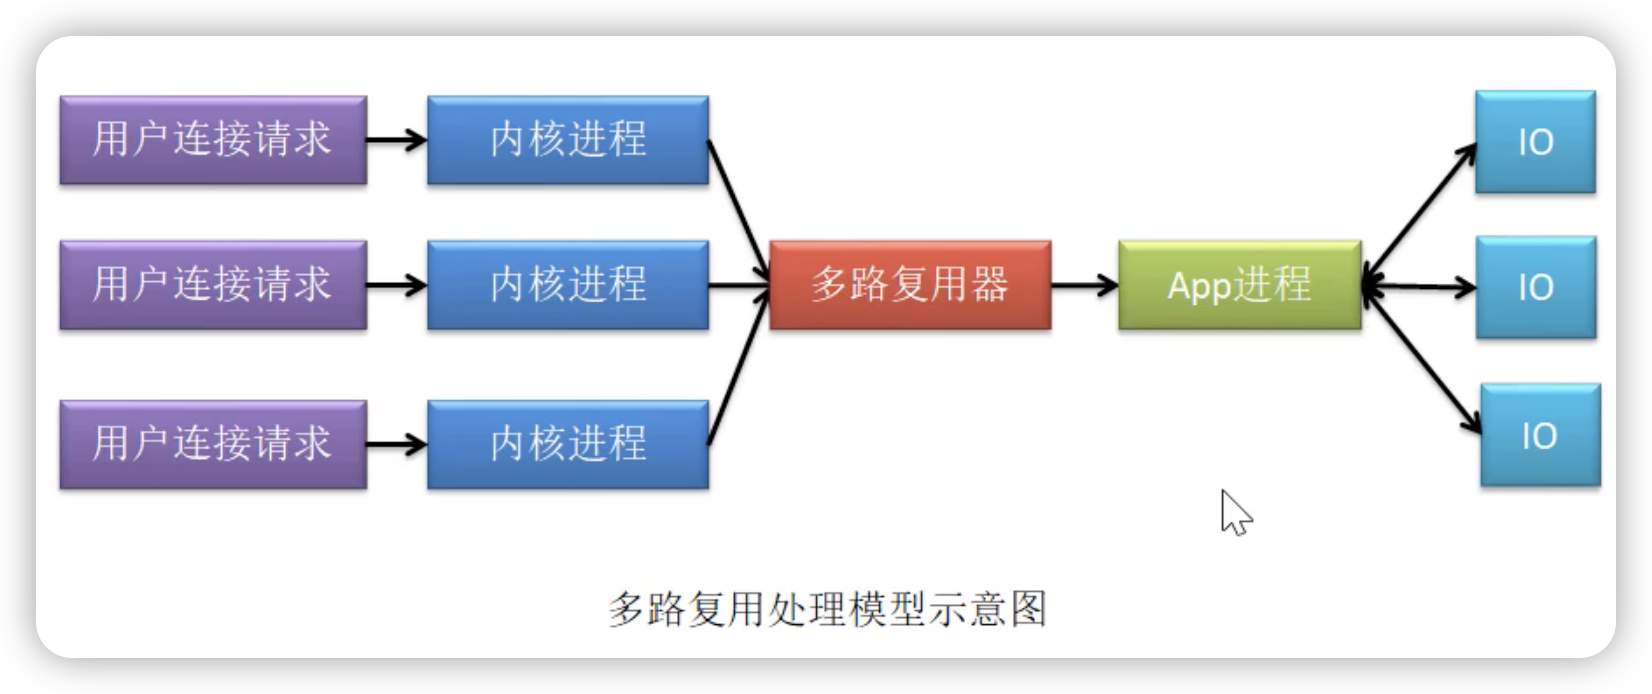 用户连接请求
内核进程
IO
用户连接请求
内核进程
多路复用器
App进程
IO
用户连接请求
内核进程
IO
多路复用处理模型示意图